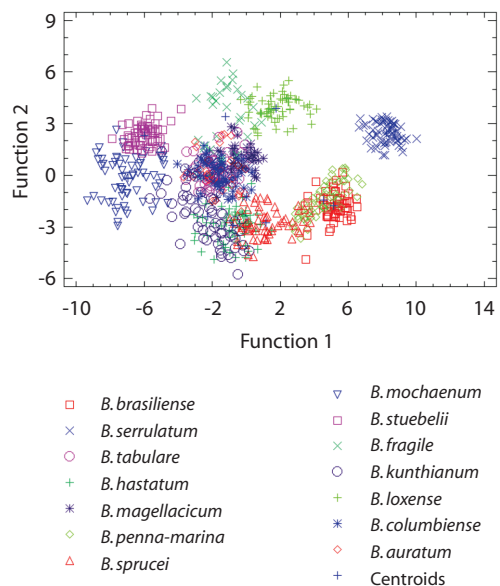 9
6
3
0
-3
-6
Function 2
-10 -6 -2 2 6 10 14
Function 1
B. brasiliense
B. serrulatum
B. tabulare
B. hastatum
B. magellacicum
B. penna-marina
B. sprucei
B. mochaenum
B. stuebelii
B. fragile
B. kunthianum
B. loxense
B. columbiense
B. auratum
Centroids